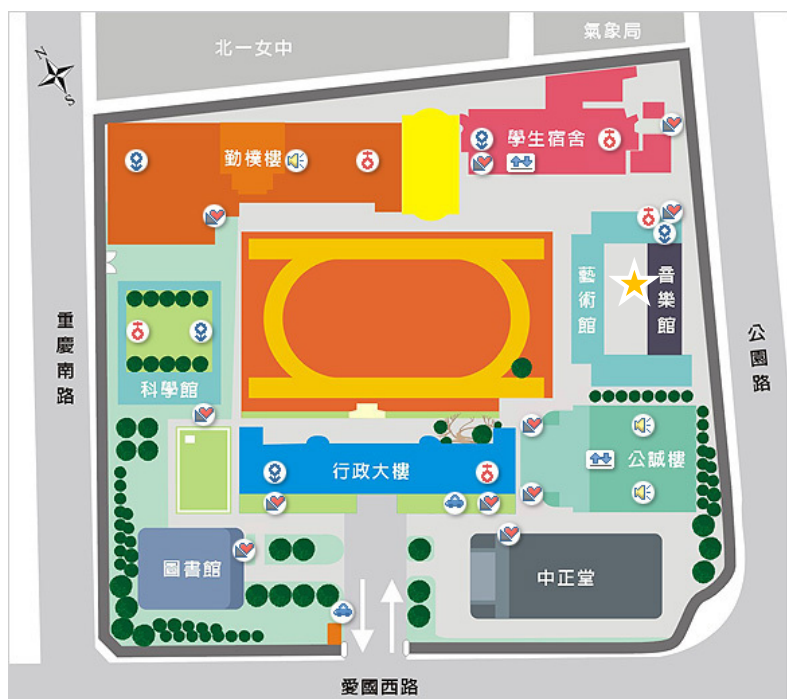 氣象局
北一女中
N
S
學生宿舍
勤樸樓
藝術館
音樂館
重慶南路
公園路
科學館
公誠樓
行政大樓
圖書館
中正堂
愛國西路